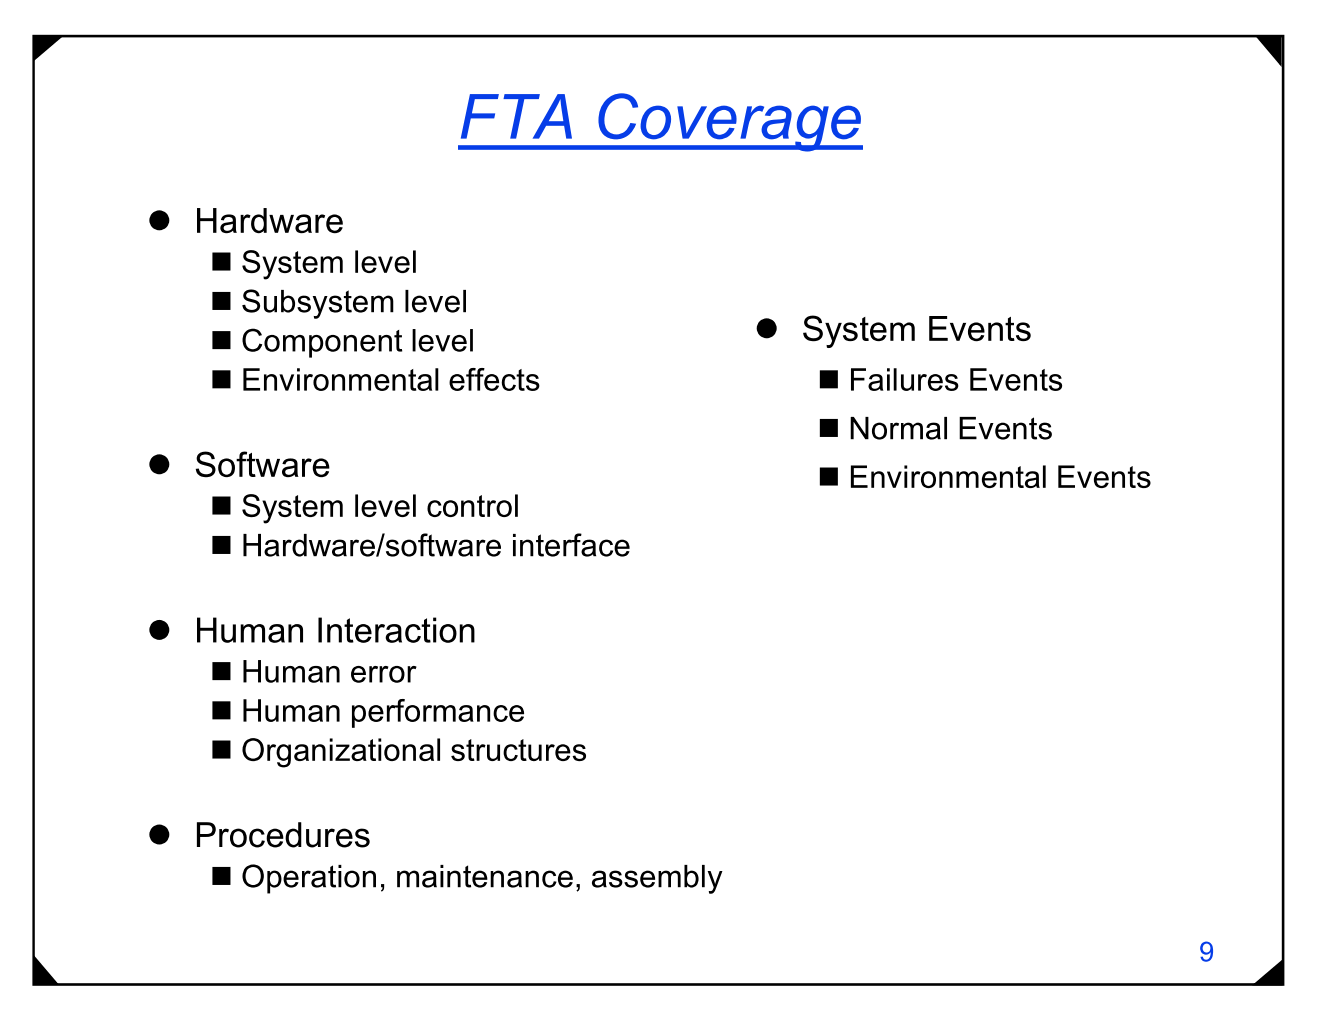 FTA Coverage
Hardware
System level
Subsystem level
Component level
Environmental effects
Software
System level control
Hardware/software interface
Human Interaction
Human error
Human performance
Organizational structures
Procedures
Operation, maintenance, assembly
System Events
Failures Events
Normal Events
Environmental Events
9